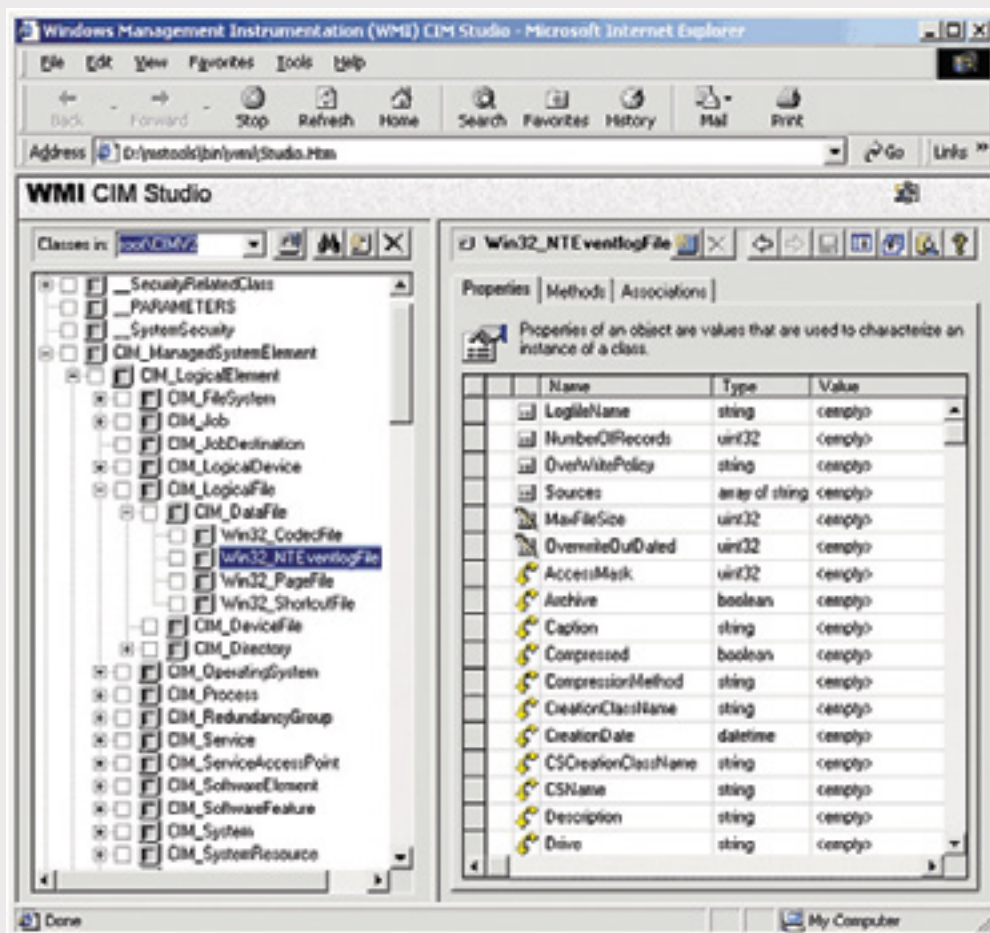 Windows Management Instrumentation (WMI) CIM Studio - Microsoft Internet Explorer
File Edit View Favorites Tools Help
Back Forward Stop Refresh Home Search Favorites History Mail Print
Address D:\mstools\bin\wmi\Studio.Htm Go Links »
WMI CIM Studio
Classes in: root\CIMV2
__SecurityRelatedClass
__PARAMETERS
__SystemSecurity
CIM_ManagedSystemElement
CIM_LogicalElement
CIM_FileSystem
CIM_Job
CIM_JobDestination
CIM_LogicalDevice
CIM_LogicalFile
CIM_DataFile
Win32_CodecFile
Win32_NTEventlogFile
Win32_PageFile
Win32_ShortcutFile
CIM_DeviceFile
CIM_Directory
CIM_OperatingSystem
CIM_Process
CIM_RedundancyGroup
CIM_Service
CIM_ServiceAccessPoint
CIM_SoftwareElement
CIM_SoftwareFeature
CIM_System
CIM_SystemResource
Win32_NTEventlogFile
Properties Methods Associations
Properties of an object are values that are used to characterize an
instance of a class.
Name Type Value
LogfileName string <empty>
NumberOfRecords uint32 <empty>
OverWritePolicy string <empty>
Sources array of string <empty>
MaxFileSize uint32 <empty>
OverwriteOutDated uint32 <empty>
AccessMask uint32 <empty>
Archive boolean <empty>
Caption string <empty>
Compressed boolean <empty>
CompressionMethod string <empty>
CreationClassName string <empty>
CreationDate datetime <empty>
CSCreationClassName string <empty>
CSName string <empty>
Description string <empty>
Drive string <empty>
Done My Computer